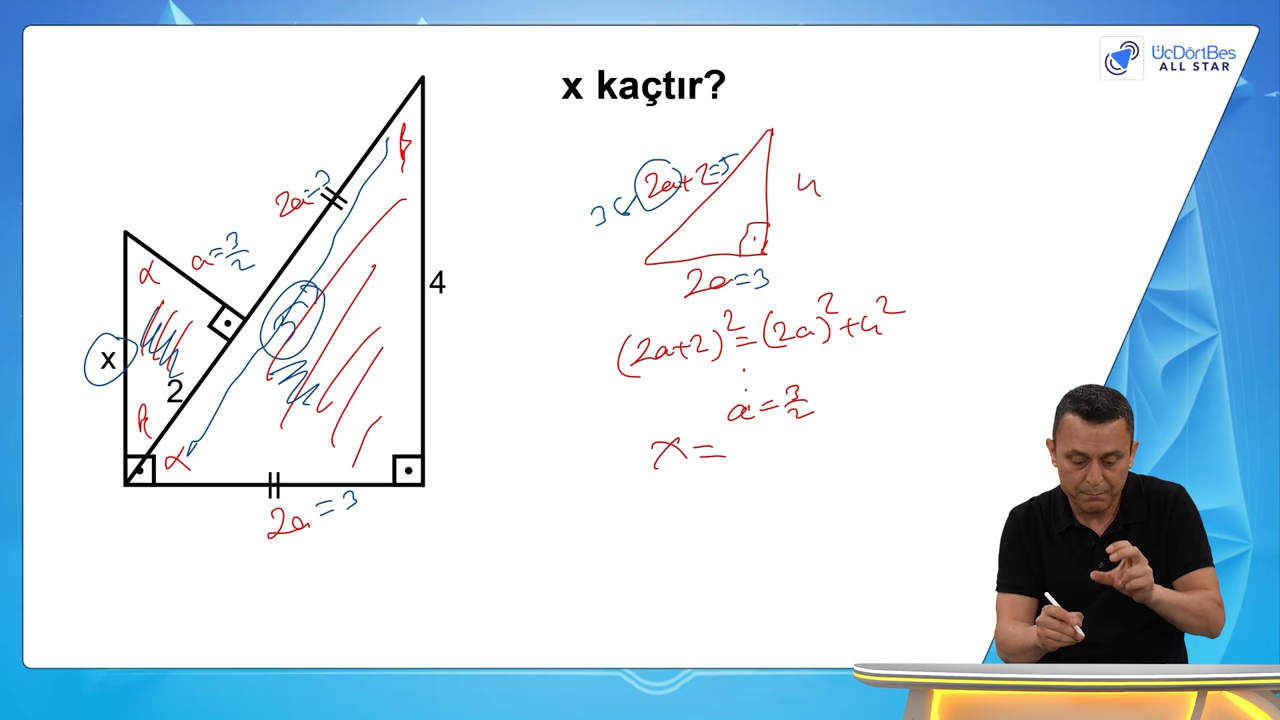 ÜçDörtBeş
ALL STAR
x kaçtır?
β
2a=3
2a+2=5
4
3
α
a=3/2
4
2a=3
x
2
(2a+2)²=(2a)²+4²
a=3/2
β
α
x=
2a=3